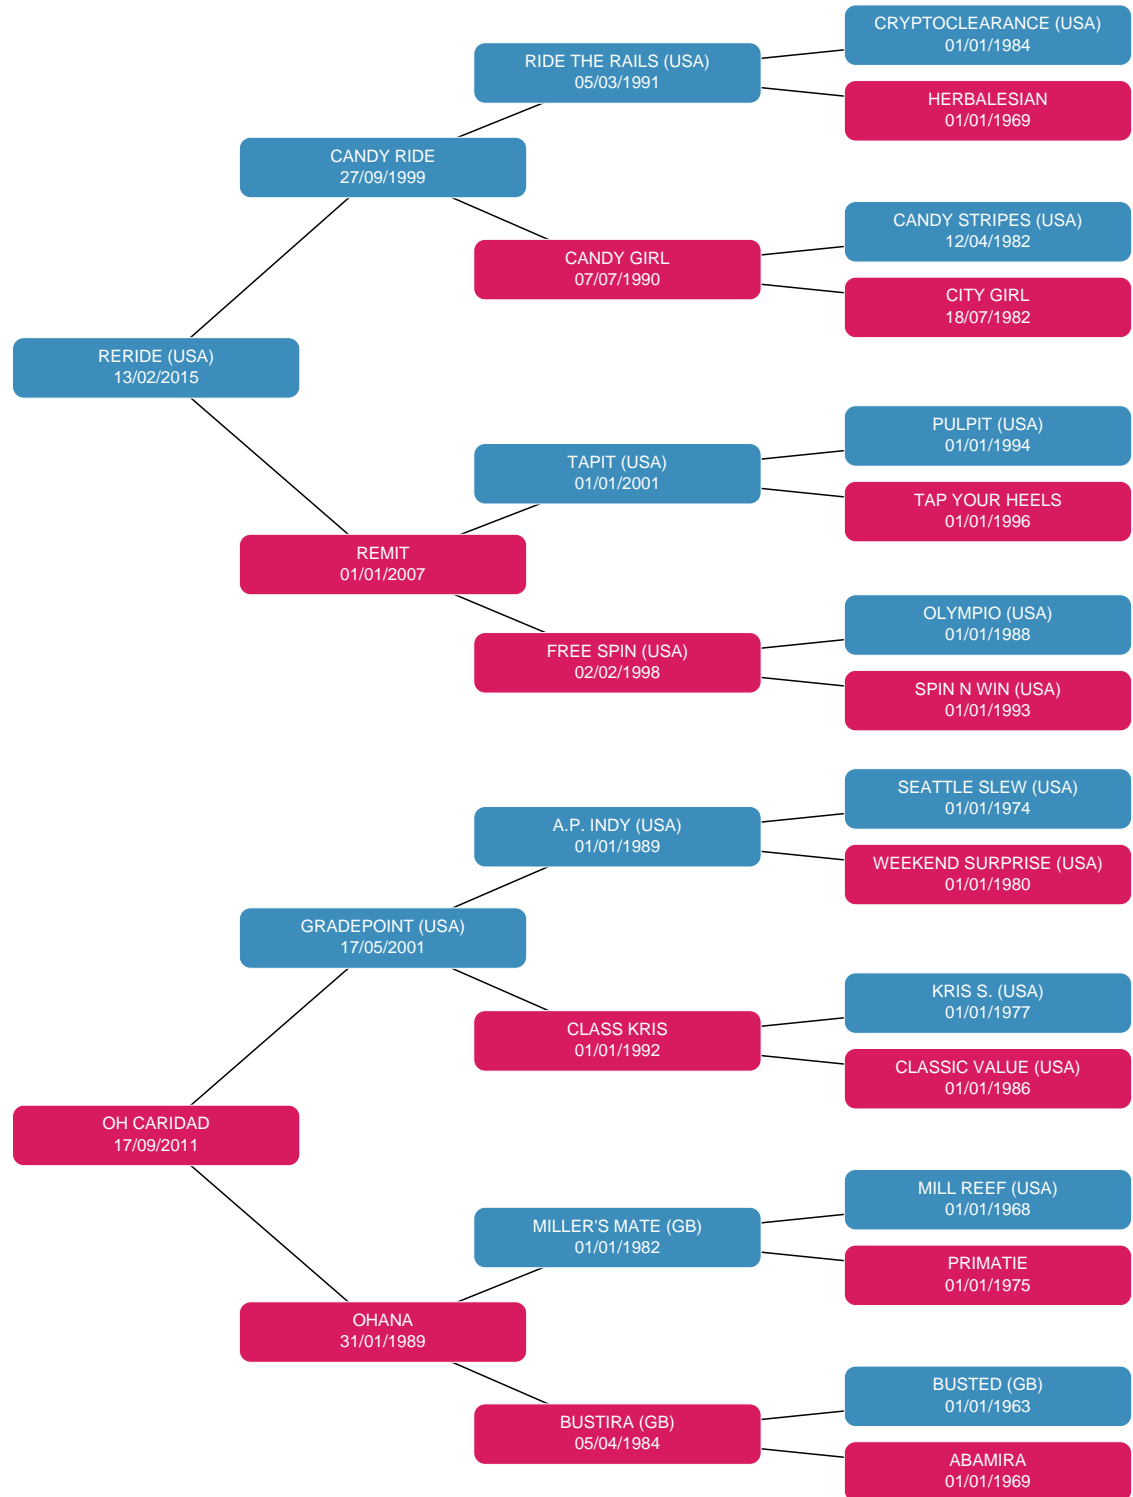 CRYPTOCLEARANCE (USA)
01/01/1984
RIDE THE RAILS (USA)
05/03/1991
HERBALESIAN
01/01/1969
CANDY RIDE
27/09/1999
CANDY STRIPES (USA)
12/04/1982
CANDY GIRL
07/07/1990
CITY GIRL
18/07/1982
RERIDE (USA)
13/02/2015
PULPIT (USA)
01/01/1994
TAPIT (USA)
01/01/2001
TAP YOUR HEELS
01/01/1996
REMIT
01/01/2007
OLYMPIO (USA)
01/01/1988
FREE SPIN (USA)
02/02/1998
SPIN N WIN (USA)
01/01/1993
SEATTLE SLEW (USA)
01/01/1974
A.P. INDY (USA)
01/01/1989
WEEKEND SURPRISE (USA)
01/01/1980
GRADEPOINT (USA)
17/05/2001
KRIS S. (USA)
01/01/1977
CLASS KRIS
01/01/1992
CLASSIC VALUE (USA)
01/01/1986
OH CARIDAD
17/09/2011
MILL REEF (USA)
01/01/1968
MILLER'S MATE (GB)
01/01/1982
PRIMATIE
01/01/1975
OHANA
31/01/1989
BUSTED (GB)
01/01/1963
BUSTIRA (GB)
05/04/1984
ABAMIRA
01/01/1969